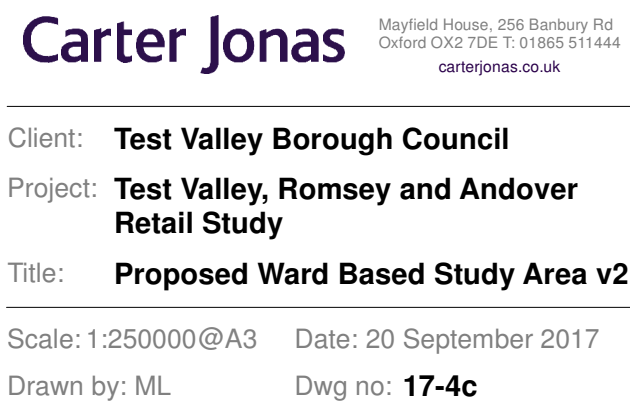 Carter Jonas
Mayfield House, 256 Banbury Rd
Oxford OX2 7DE T: 01865 511444
carterjonas.co.uk
Client: Test Valley Borough Council
Project: Test Valley, Romsey and Andover
Retail Study
Title: Proposed Ward Based Study Area v2
Scale: 1:250000@A3 Date: 20 September 2017
Drawn by: ML Dwg no: 17-4c